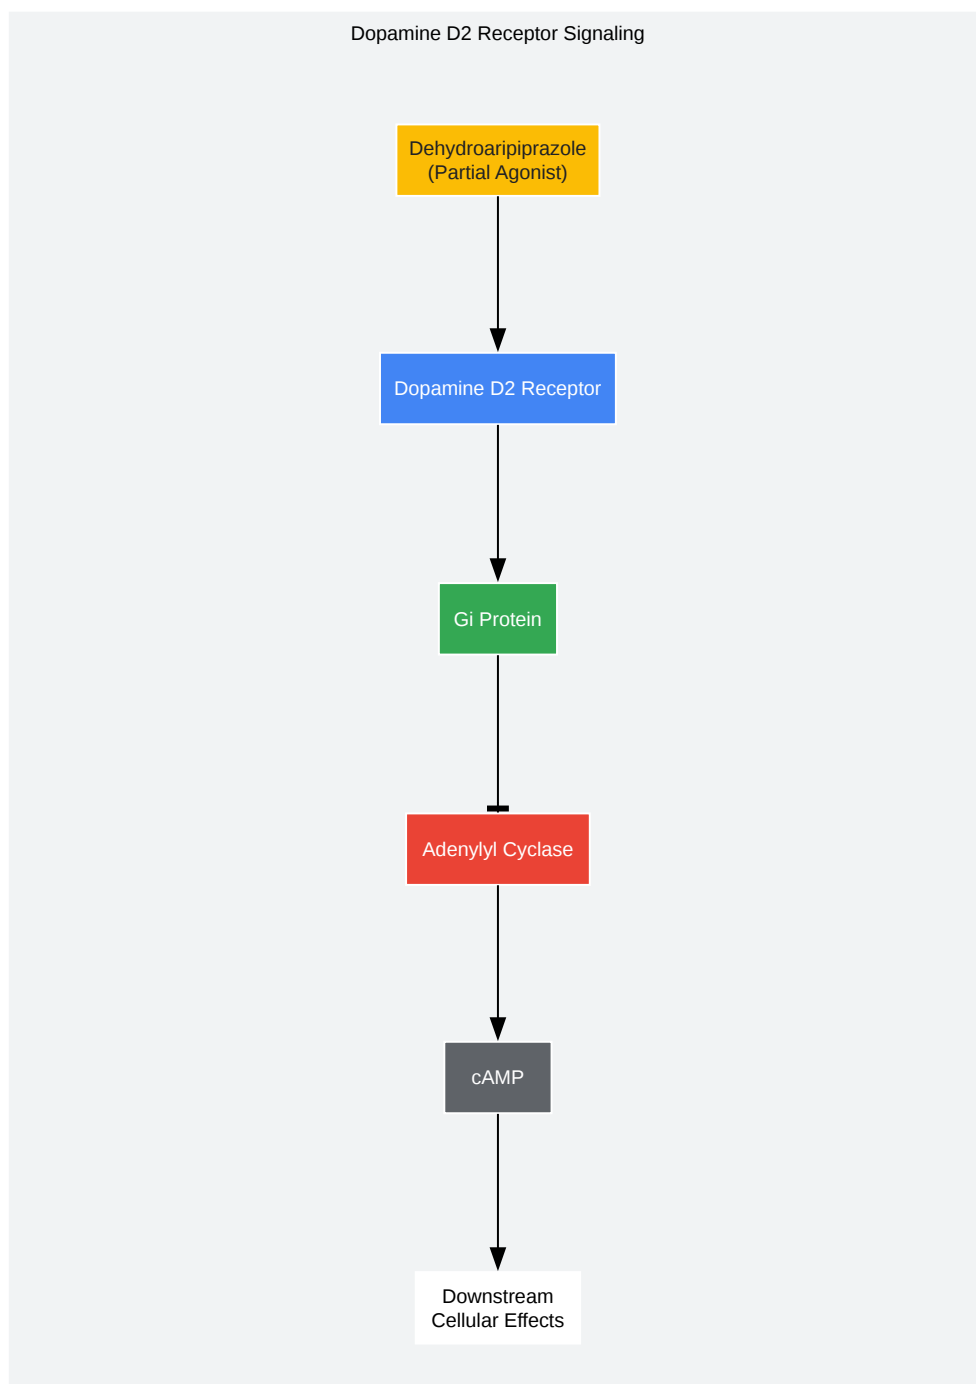 Dopamine D2 Receptor Signaling
Dehydroaripiprazole
(Partial Agonist)
Dopamine D2 Receptor
Gi Protein
Adenylyl Cyclase
cAMP
Downstream
Cellular Effects